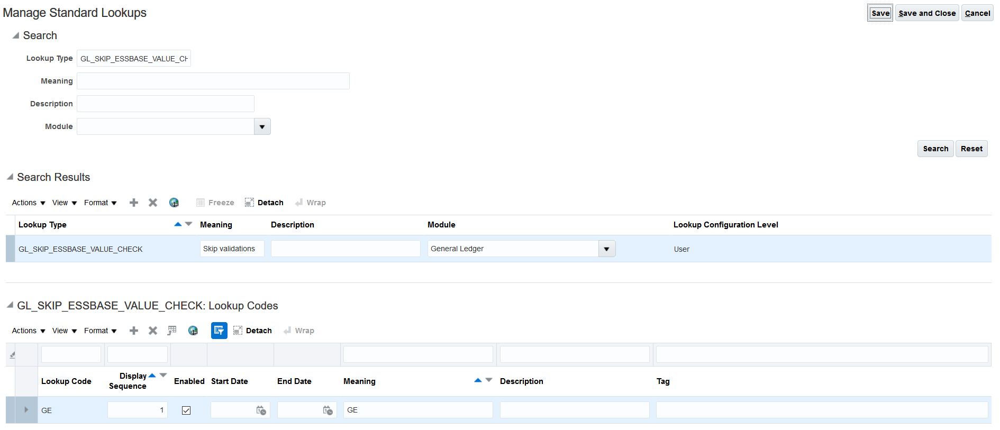 Manage Standard Lookups
Save Save and Close Cancel
Search
Lookup Type GL_SKIP_ESSBASE_VALUE_CH
Meaning
Description
Module
Search Reset
Search Results
Actions View Format Freeze Detach Wrap
Lookup Type Meaning Description Module Lookup Configuration Level
GL_SKIP_ESSBASE_VALUE_CHECK Skip validations General Ledger User
GL_SKIP_ESSBASE_VALUE_CHECK: Lookup Codes
Actions View Format Detach Wrap
Lookup Code Display Sequence Enabled Start Date End Date Meaning Description Tag
GE 1 GE